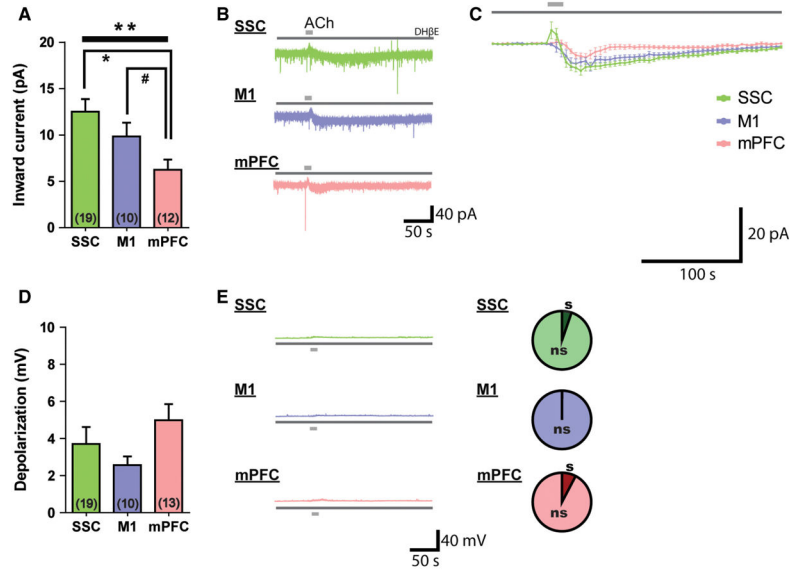 A
Inward current (pA)
20
15
10
5
0
**
*
#
(19)
(10)
(12)
SSC
M1
mPFC
B
SSC
ACh
DHβE
M1
mPFC
40 pA
50 s
C
SSC
M1
mPFC
20 pA
100 s
D
Depolarization (mV)
10
8
6
4
2
0
(19)
(10)
(13)
SSC
M1
mPFC
E
SSC
M1
mPFC
40 mV
50 s
SSC
s
ns
M1
ns
mPFC
s
ns